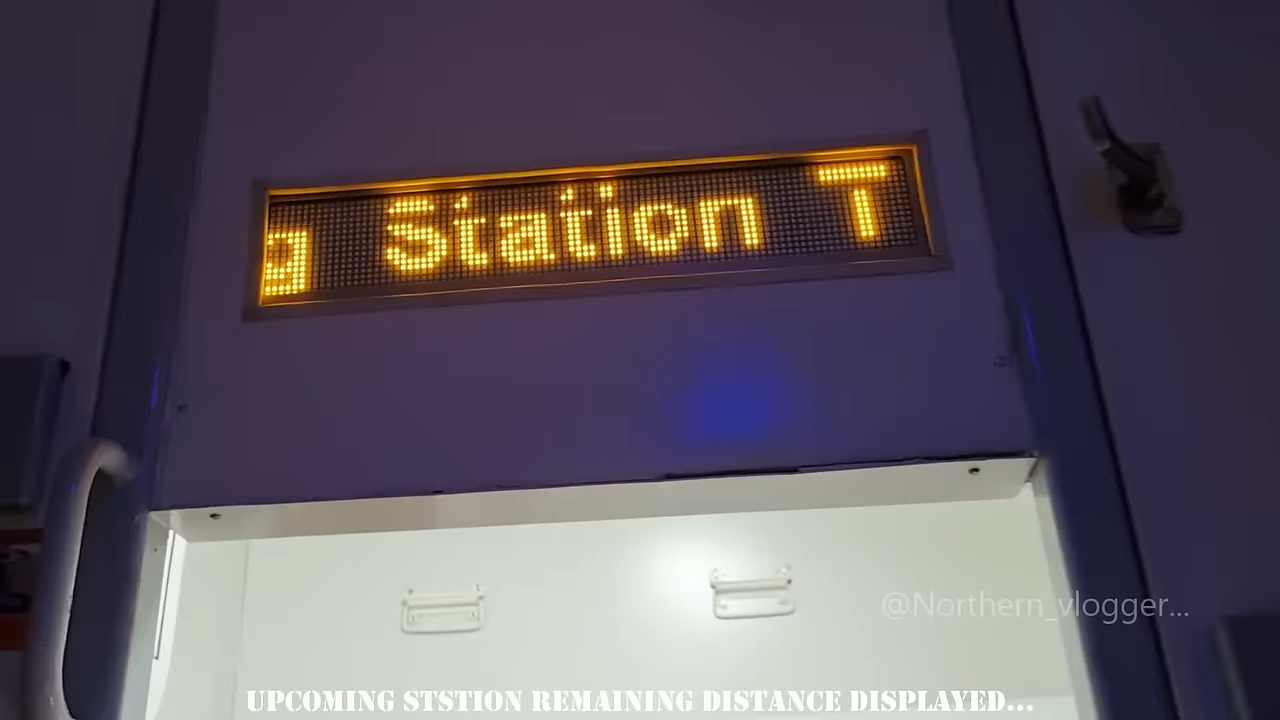 g Station T
@Northern_vlogger...
UPCOMING STSTION REMAINING DISTANCE DISPLAYED...